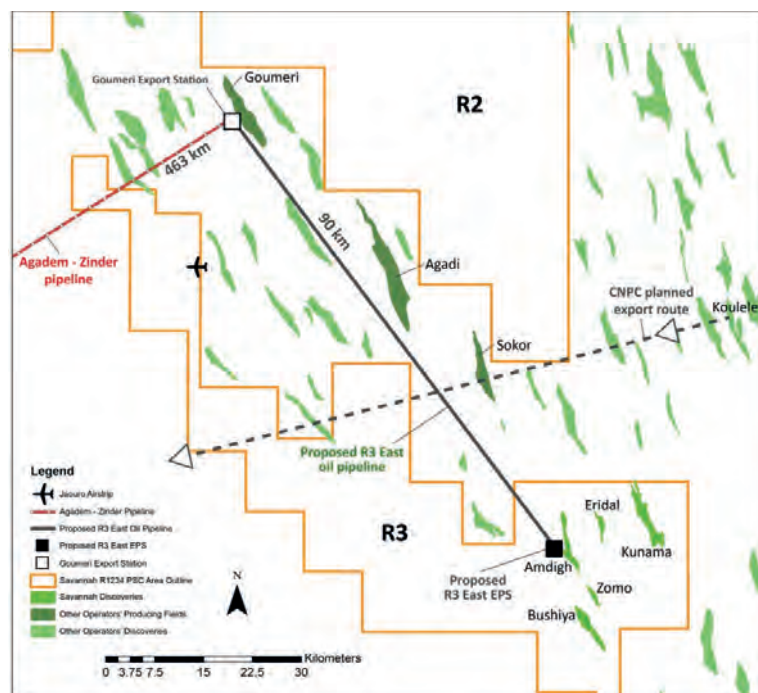 Goumeri Export Station
Goumeri
R2
463 km
90 km
Agadem - Zinder
pipeline
Agadi
CNPC planned
export route
Koulele
Sokor
Proposed R3 East
oil pipeline
R3
Eridal
Kunama
Amdigh
Proposed
R3 East EPS
Zomo
Bushiya
Legend
Jaouro Airstrip
Agadem - Zinder Pipeline
Proposed R3 East Oil Pipeline
Proposed R3 East EPS
Goumeri Export Station
Savannah R1234 PSC Area Outline
Savannah Discoveries
Other Operators' Producing Fields
Other Operators' Discoveries
N
Kilometers
0 3.75 7.5 15 22.5 30